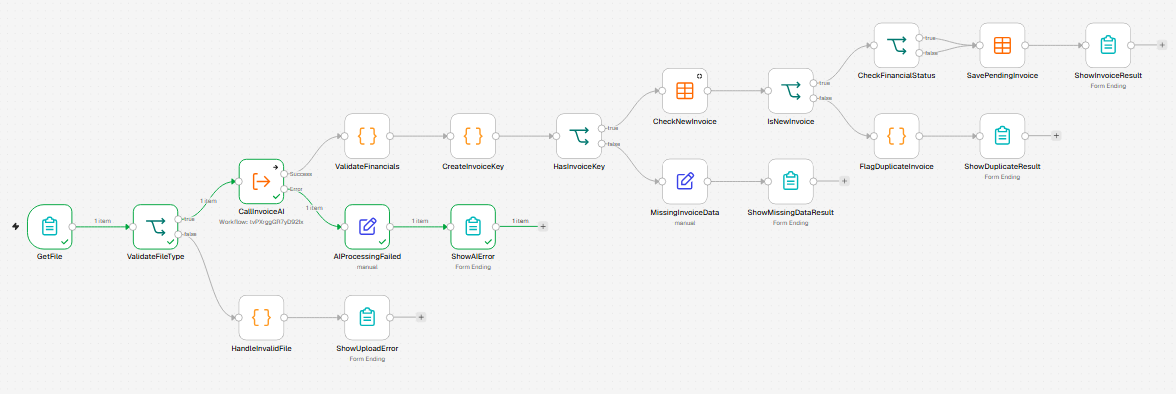 true
false
CheckFinancialStatus
SavePendingInvoice
ShowInvoiceResult
Form Ending
CheckNewInvoice
true
false
IsNewInvoice
FlagDuplicateInvoice
ShowDuplicateResult
Form Ending
ValidateFinancials
CreateInvoiceKey
true
false
HasInvoiceKey
MissingInvoiceData
manual
ShowMissingDataResult
Form Ending
Success
Error
1 item
CallInvoiceAI
1 item
1 item
true
false
GetFile
ValidateFileType
1 item
1 item
AIProcessingFailed
manual
ShowAIError
Form Ending
HandleInvalidFile
ShowUploadError
Form Ending